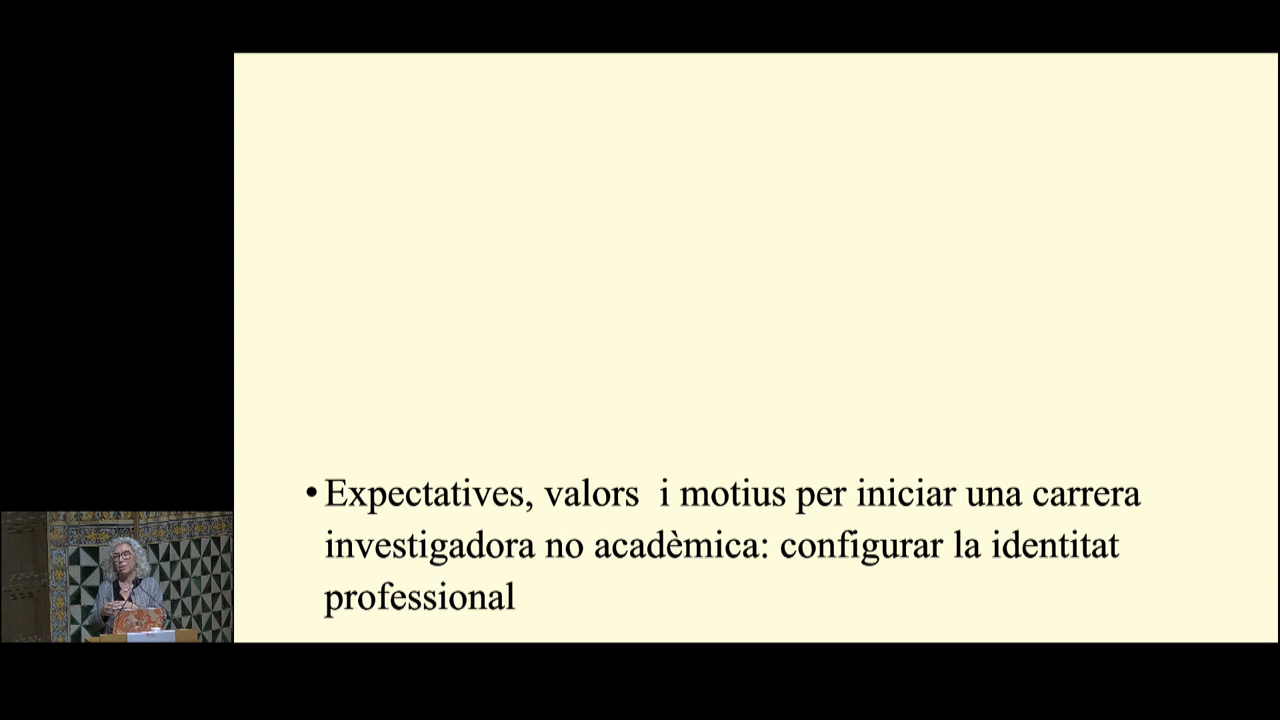 •Expectatives, valors  i motius per iniciar una carrera
investigadora no acadèmica: configurar la identitat
professional